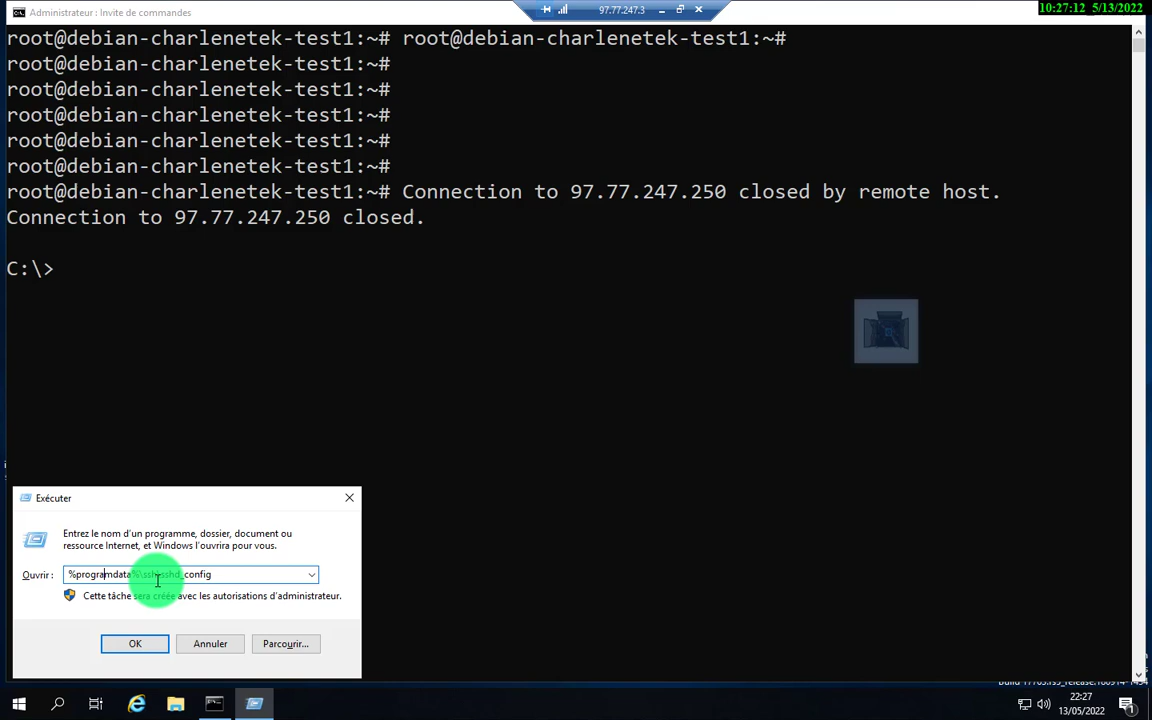 Administrateur : Invite de commandes
97.77.247.3
10:27:12 5/13/2022
root@debian-charlenetek-test1:~# root@debian-charlenetek-test1:~#
root@debian-charlenetek-test1:~#
root@debian-charlenetek-test1:~#
root@debian-charlenetek-test1:~#
root@debian-charlenetek-test1:~#
root@debian-charlenetek-test1:~#
root@debian-charlenetek-test1:~# Connection to 97.77.247.250 closed by remote host.
Connection to 97.77.247.250 closed.
C:\>
Exécuter
Entrez le nom d'un programme, dossier, document ou
ressource Internet, et Windows l'ouvrira pour vous.
Ouvrir : %programdata%\ssh\sshd_config
Cette tâche sera créée avec les autorisations d'administrateur.
OK Annuler Parcourir...
22:27
13/05/2022
1